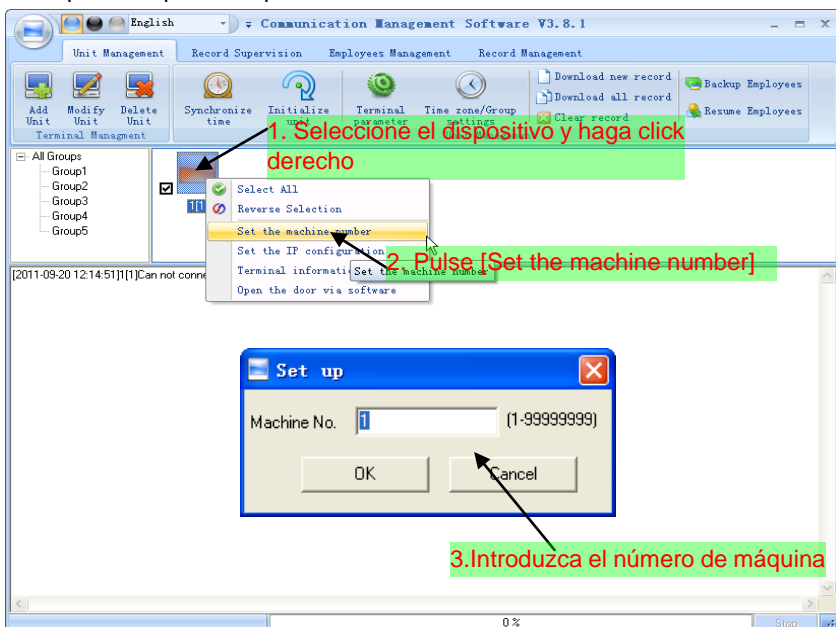 English
Communication Management Software V3.8.1
Unit Management Record Supervision Employees Management Record Management
Add Unit
Modify Unit
Delete Unit
Terminal Managment
Synchronize time
Initialize unit
Terminal parameter
Time zone/Group settings
Download new record
Download all record
Clear record
Backup Employees
Resume Employees
1. Seleccione el dispositivo y haga click
derecho
All Groups
Group1
Group2
Group3
Group4
Group5
Select All
Reverse Selection
Set the machine number
Set the IP configuration
Terminal informati
Set the machine number
Open the door via software
2. Pulse [Set the machine number]
[2011-09-20 12:14:51]1[1]Can not conne
Set up
Machine No. 1 (1-99999999)
OK Cancel
3.Introduzca el número de máquina
0 % Stop